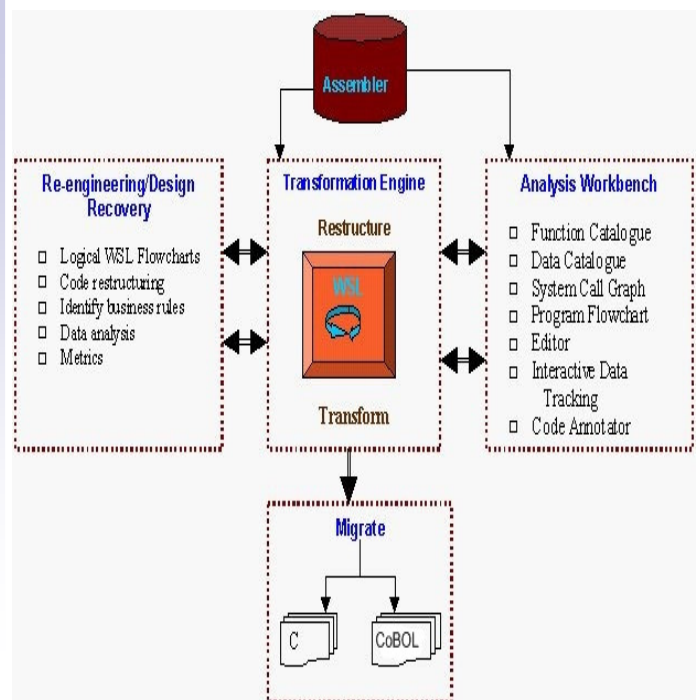 Assembler
Re-engineering/Design
Recovery
Logical WSL Flowcharts
Code restructuring
Identify business rules
Data analysis
Metrics
Transformation Engine
Restructure
WSL
Transform
Analysis Workbench
Function Catalogue
Data Catalogue
System Call Graph
Program Flowchart
Editor
Interactive Data
Tracking
Code Annotator
Migrate
C
CoBOL